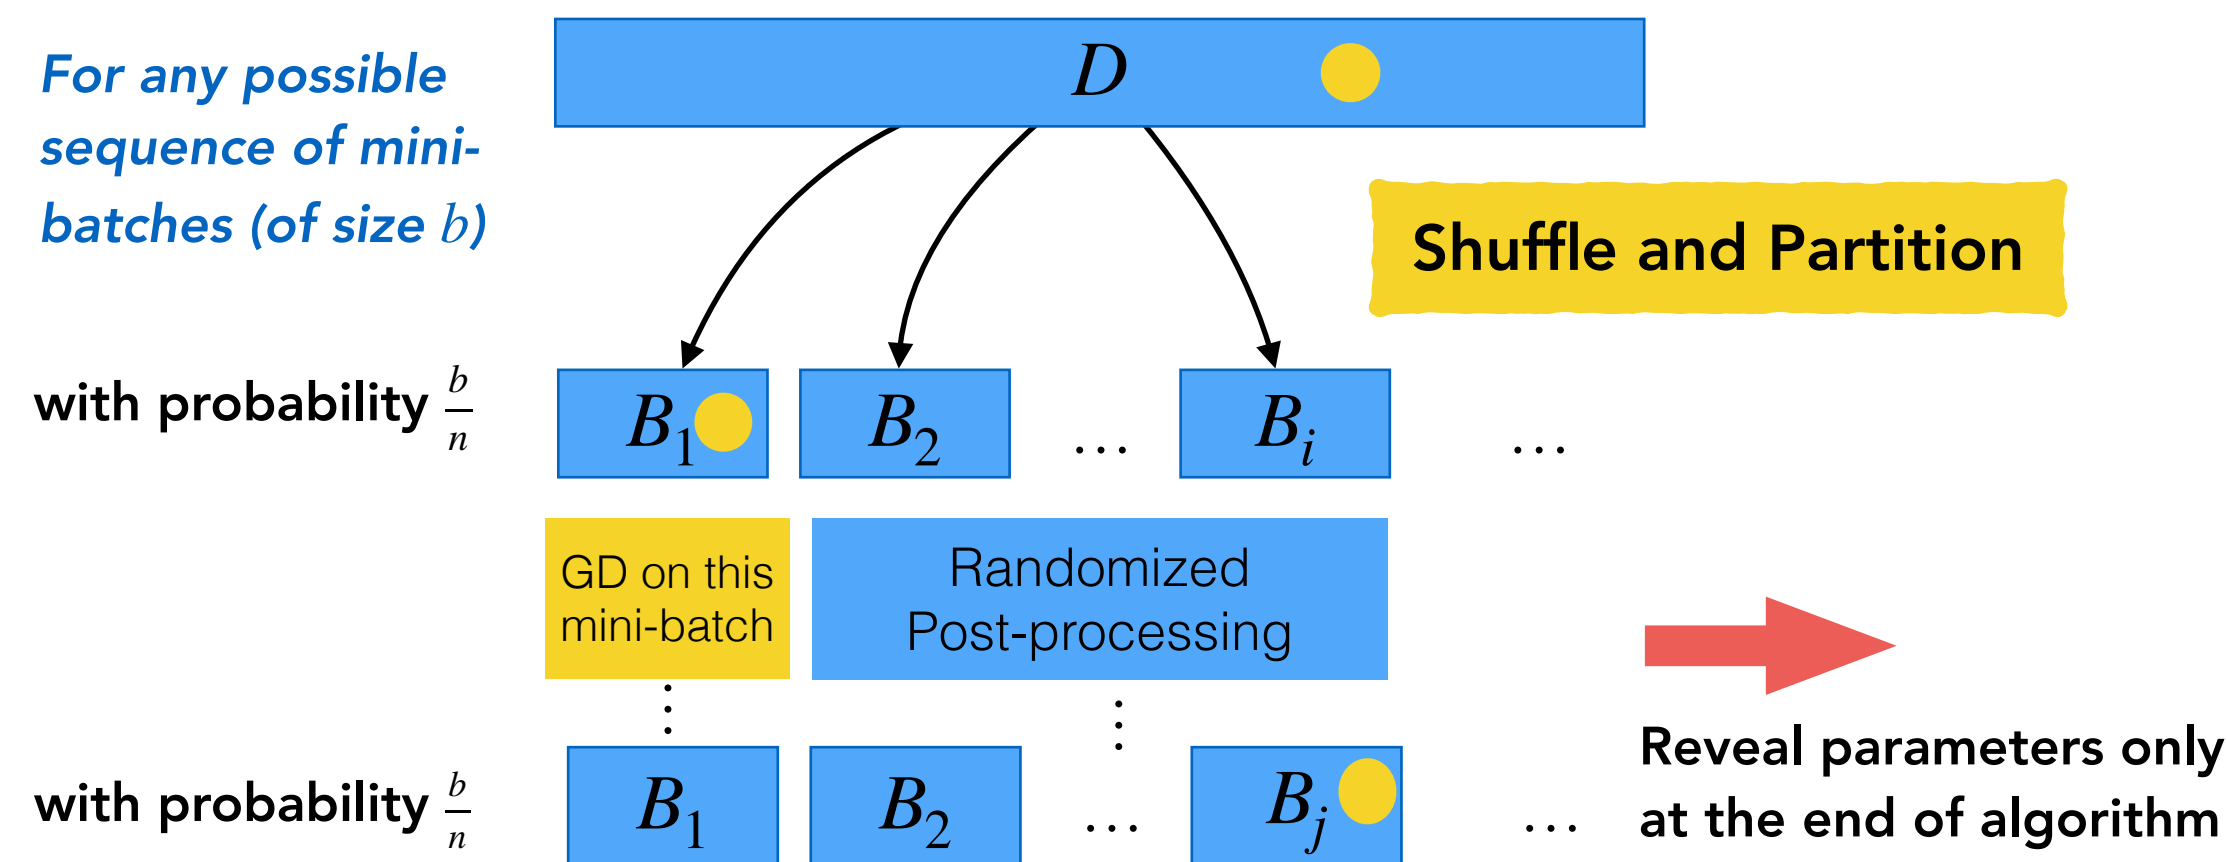 For any possible
sequence of mini-
batches (of size b)
D
Shuffle and Partition
with probability b/n
B₁
B₂
...
Bᵢ
...
GD on this
mini-batch
Randomized
Post-processing
⋮
⋮
Reveal parameters only
at the end of algorithm
with probability b/n
B₁
B₂
...
Bⱼ
...